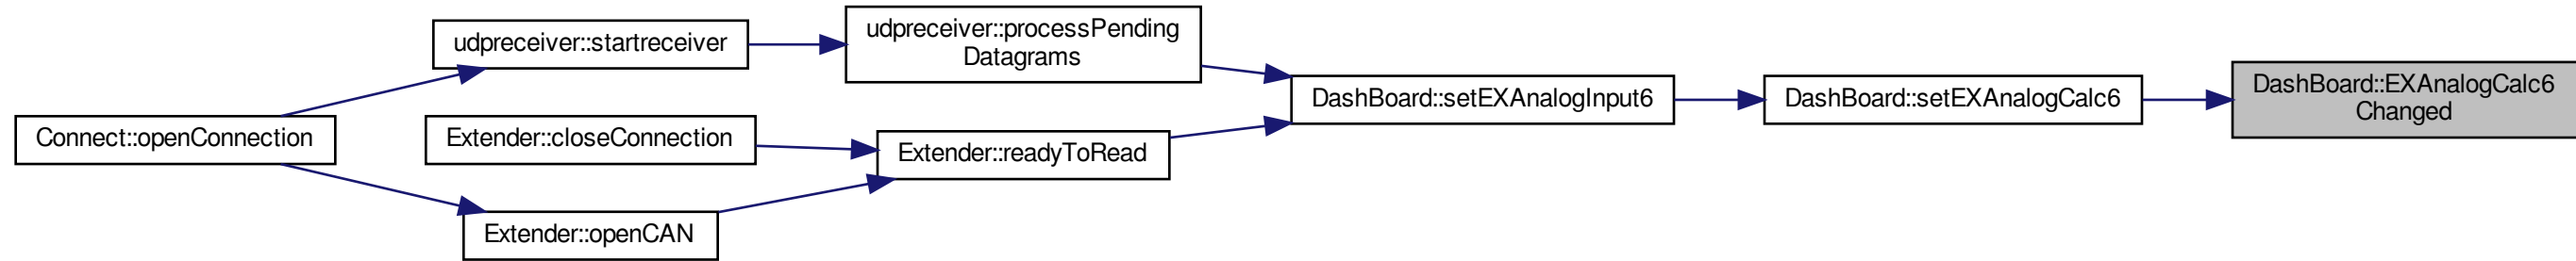 Connect::openConnection
udpreceiver::startreceiver
Extender::closeConnection
Extender::openCAN
udpreceiver::processPending
Datagrams
Extender::readyToRead
DashBoard::setEXAnalogInput6
DashBoard::setEXAnalogCalc6
DashBoard::EXAnalogCalc6
Changed